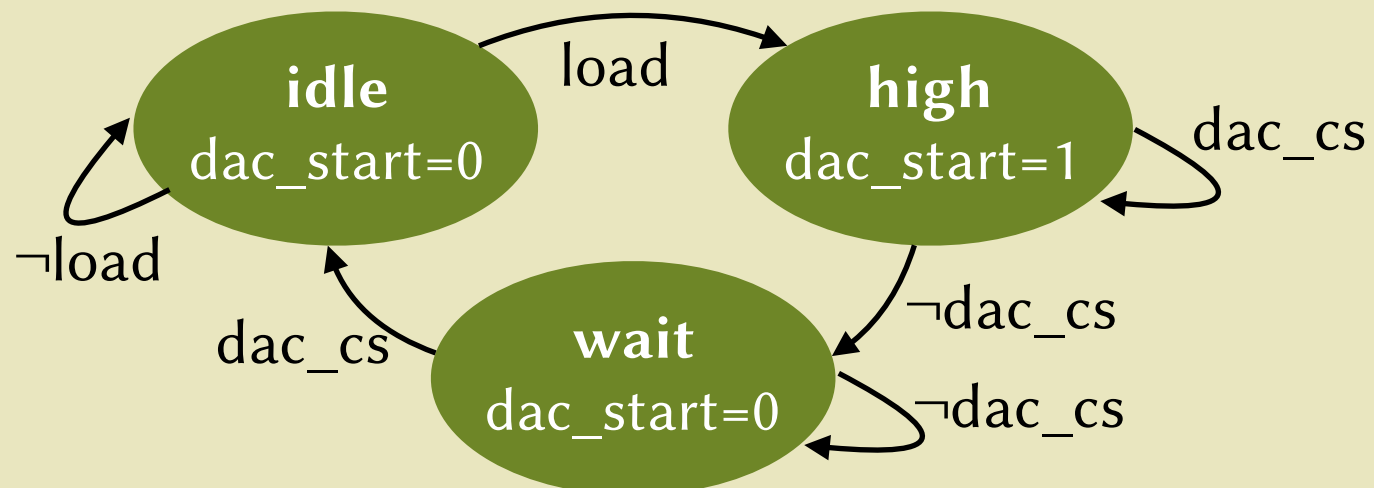 idle
dac_start=0
load
high
dac_start=1
dac_cs
¬load
dac_cs
wait
dac_start=0
¬dac_cs
¬dac_cs